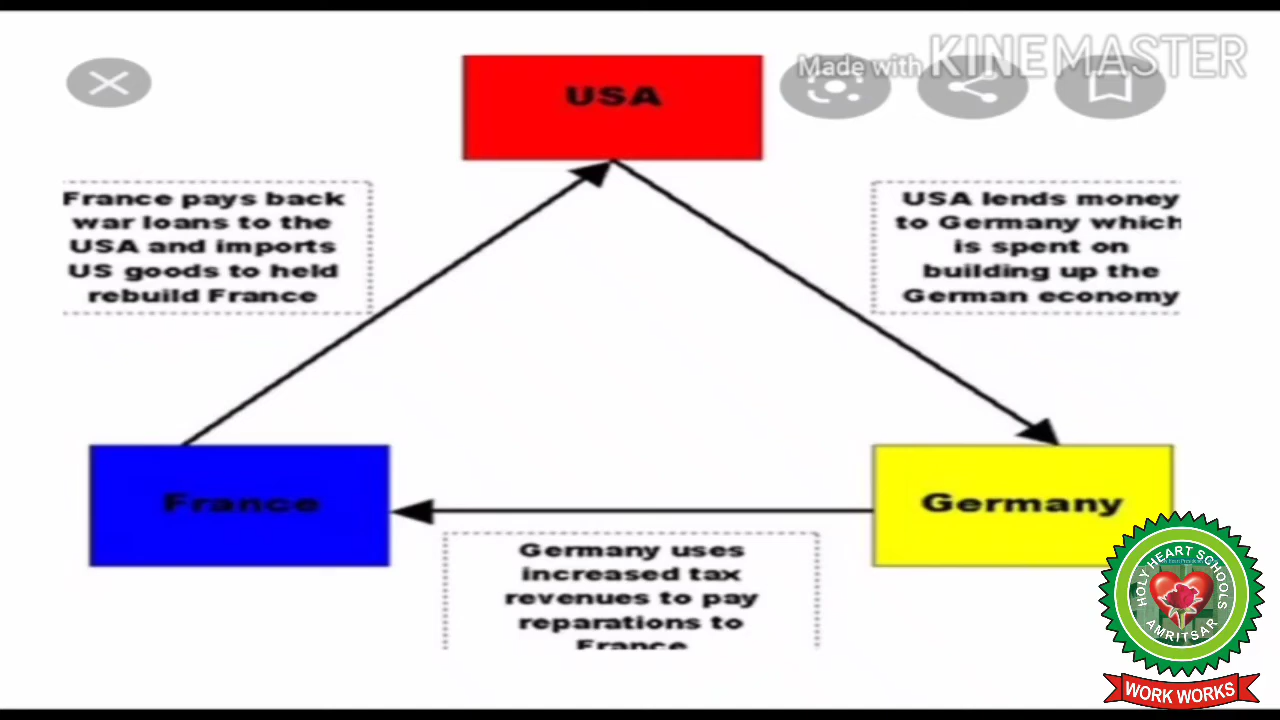 Made with KINEMASTER
USA
France pays back
war loans to the
USA and imports
US goods to held
rebuild France
USA lends money
to Germany which
is spent on
building up the
German economy
France
Germany
Germany uses
increased tax
revenues to pay
reparations to
France
HOLY HEART SCHOOLS
AMRITSAR
WORK WORKS